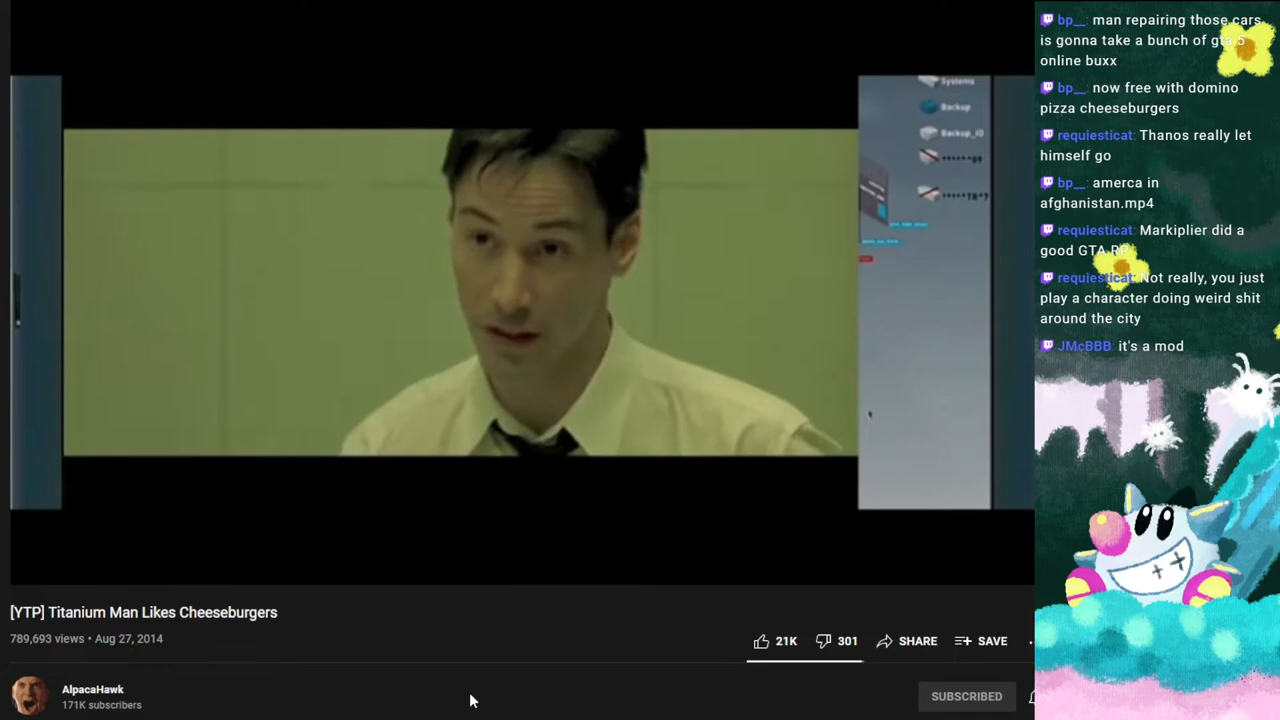 Systems
Backup
Backup_IG
[YTP] Titanium Man Likes Cheeseburgers
789,693 views • Aug 27, 2014
21K
301
SHARE
SAVE
AlpacaHawk
171K subscribers
SUBSCRIBED
bp__: man repairing those cars
is gonna take a bunch of gta 5
online buxx
bp__: now free with domino
pizza cheeseburgers
requiesticat: Thanos really let
himself go
bp__: amerca in
afghanistan.mp4
requiesticat: Markiplier did a
good GTA RP
requiesticat: Not really, you just
play a character doing weird shit
around the city
JMcBBB: it's a mod